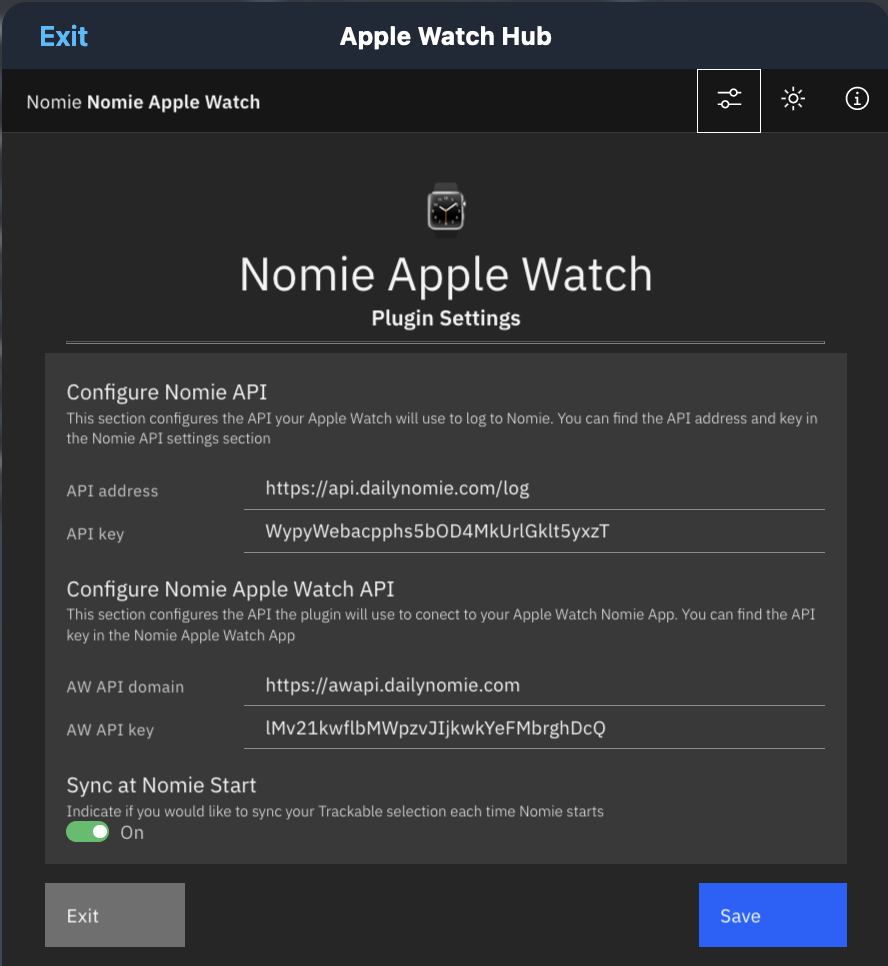 Exit
Apple Watch Hub
Nomie Nomie Apple Watch
Nomie Apple Watch
Plugin Settings
Configure Nomie API
This section configures the API your Apple Watch will use to log to Nomie. You can find the API address and key in
the Nomie API settings section
API address
https://api.dailynomie.com/log
API key
WypyWebacpphs5bOD4MkUrlGklt5yxzT
Configure Nomie Apple Watch API
This section configures the API the plugin will use to conect to your Apple Watch Nomie App. You can find the API
key in the Nomie Apple Watch App
AW API domain
https://awapi.dailynomie.com
AW API key
lMv21kwflbMWpzvJIjkwkYeFMbrghDcQ
Sync at Nomie Start
Indicate if you would like to sync your Trackable selection each time Nomie starts
On
Exit
Save